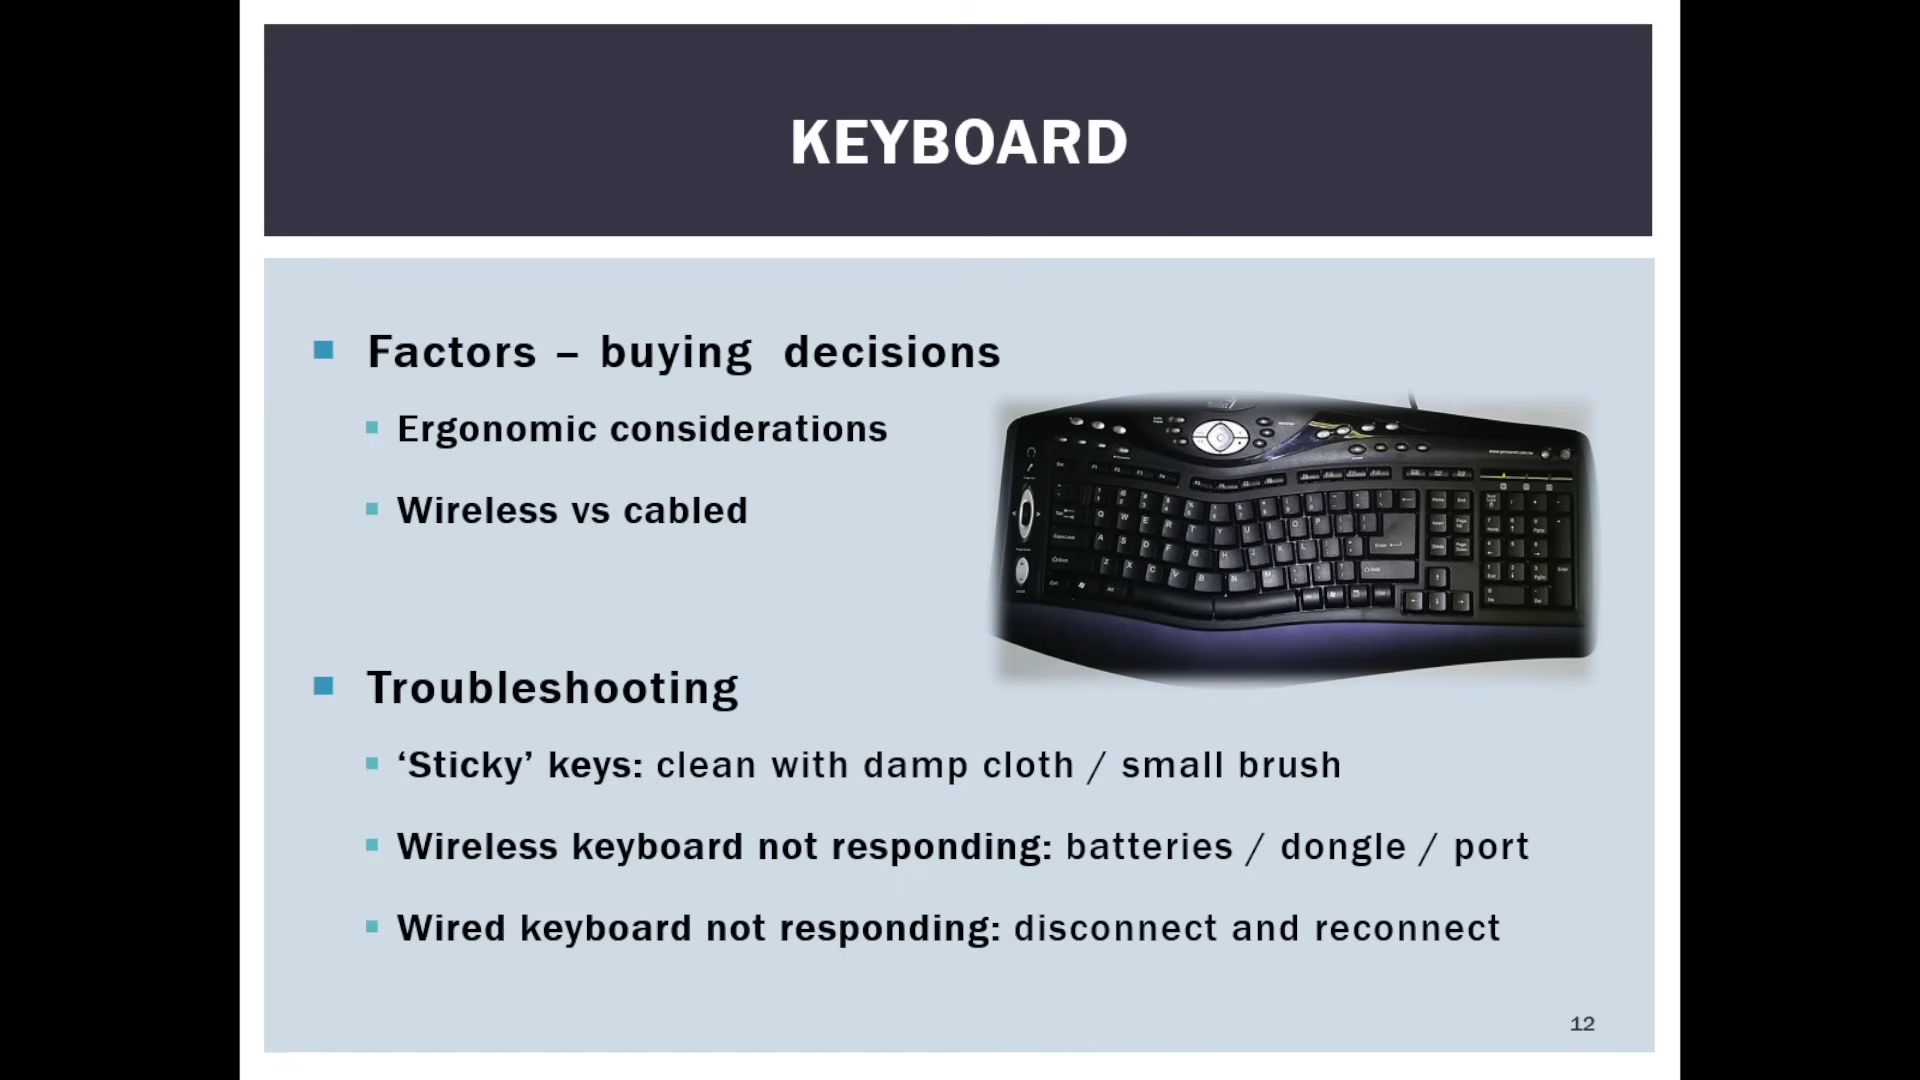 KEYBOARD
Factors – buying decisions
Ergonomic considerations
Wireless vs cabled
Troubleshooting
‘Sticky’ keys: clean with damp cloth / small brush
Wireless keyboard not responding: batteries / dongle / port
Wired keyboard not responding: disconnect and reconnect
12